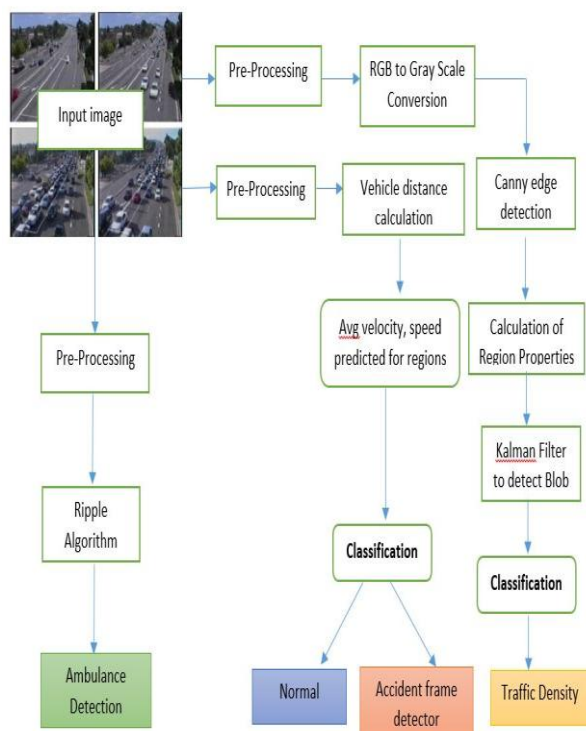 Input image
Pre-Processing
RGB to Gray Scale
Conversion
Pre-Processing
Vehicle distance
calculation
Canny edge
detection
Pre-Processing
Avg velocity, speed
predicted for regions
Calculation of
Region Properties
Ripple
Algorithm
Kalman Filter
to detect Blob
Classification
Classification
Ambulance
Detection
Normal
Accident frame
detector
Traffic Density